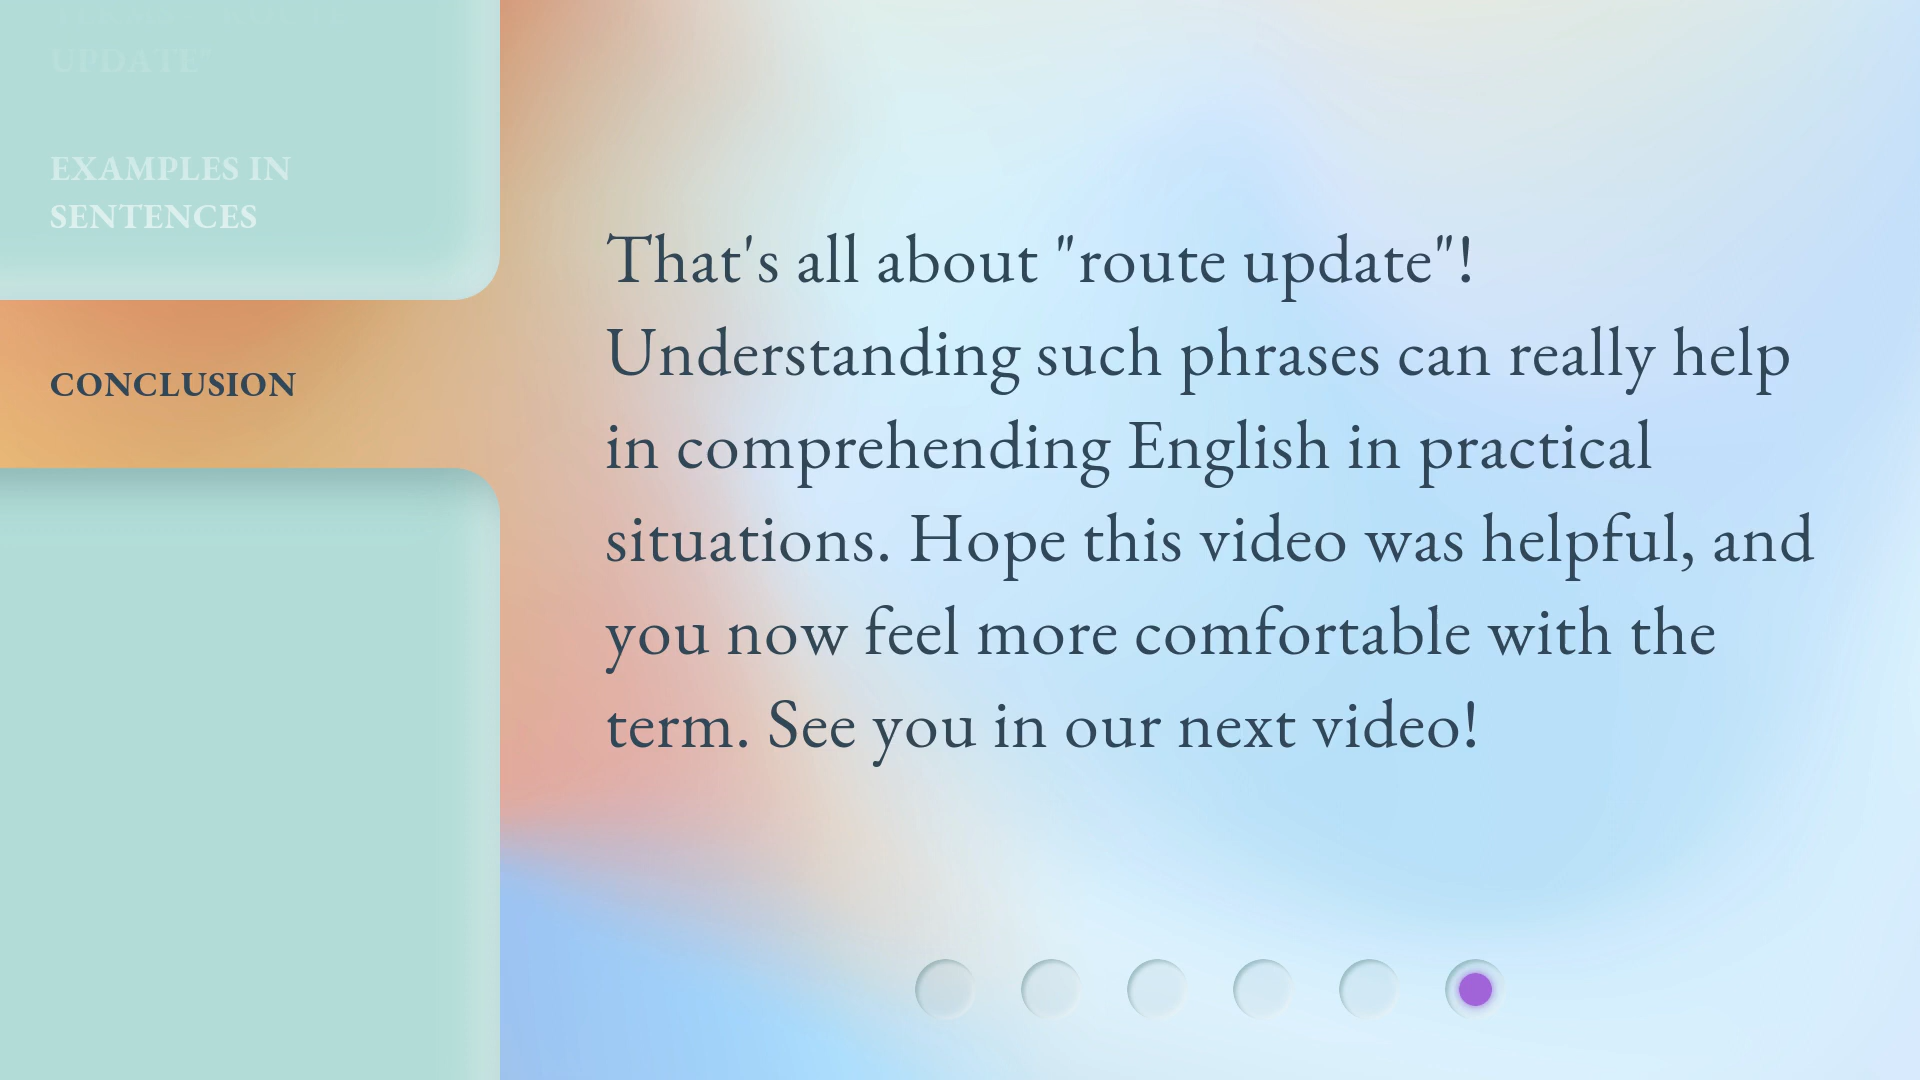 UPDATE"
EXAMPLES IN
SENTENCES
CONCLUSION
That's all about "route update"!
Understanding such phrases can really help
in comprehending English in practical
situations. Hope this video was helpful, and
you now feel more comfortable with the
term. See you in our next video!